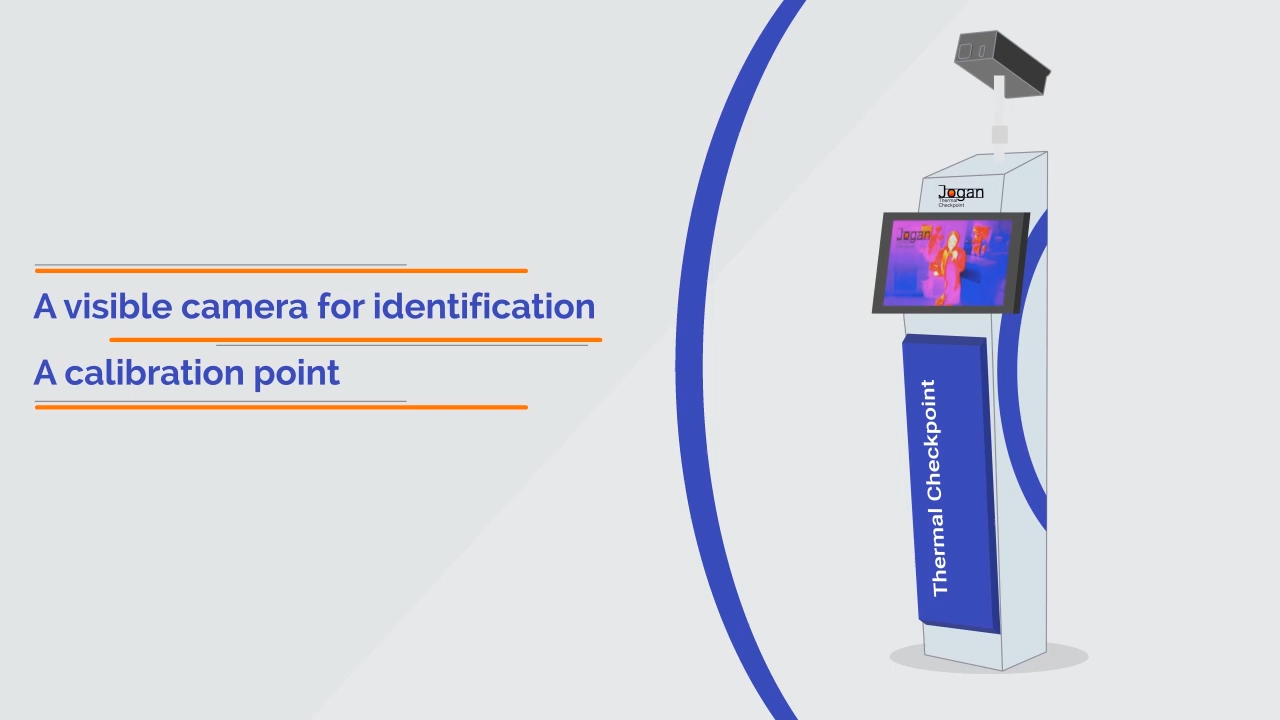 A visible camera for identification
A calibration point
Jogan
Thermal
Checkpoint
Jogan
Thermal Checkpoint